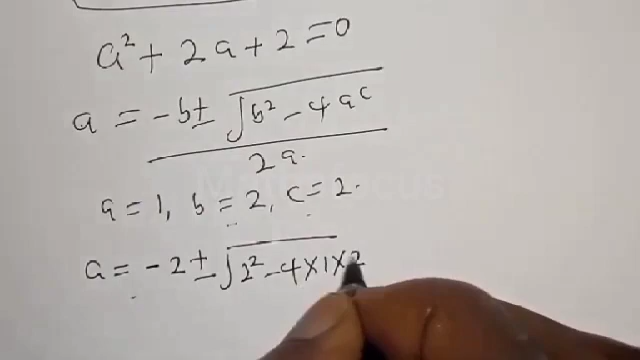 a² + 2a + 2 = 0
a = -b ± √b² - 4ac
2a.
a = 1, b = 2, c = 2.
a = -2 ± √2² - 4×1×2